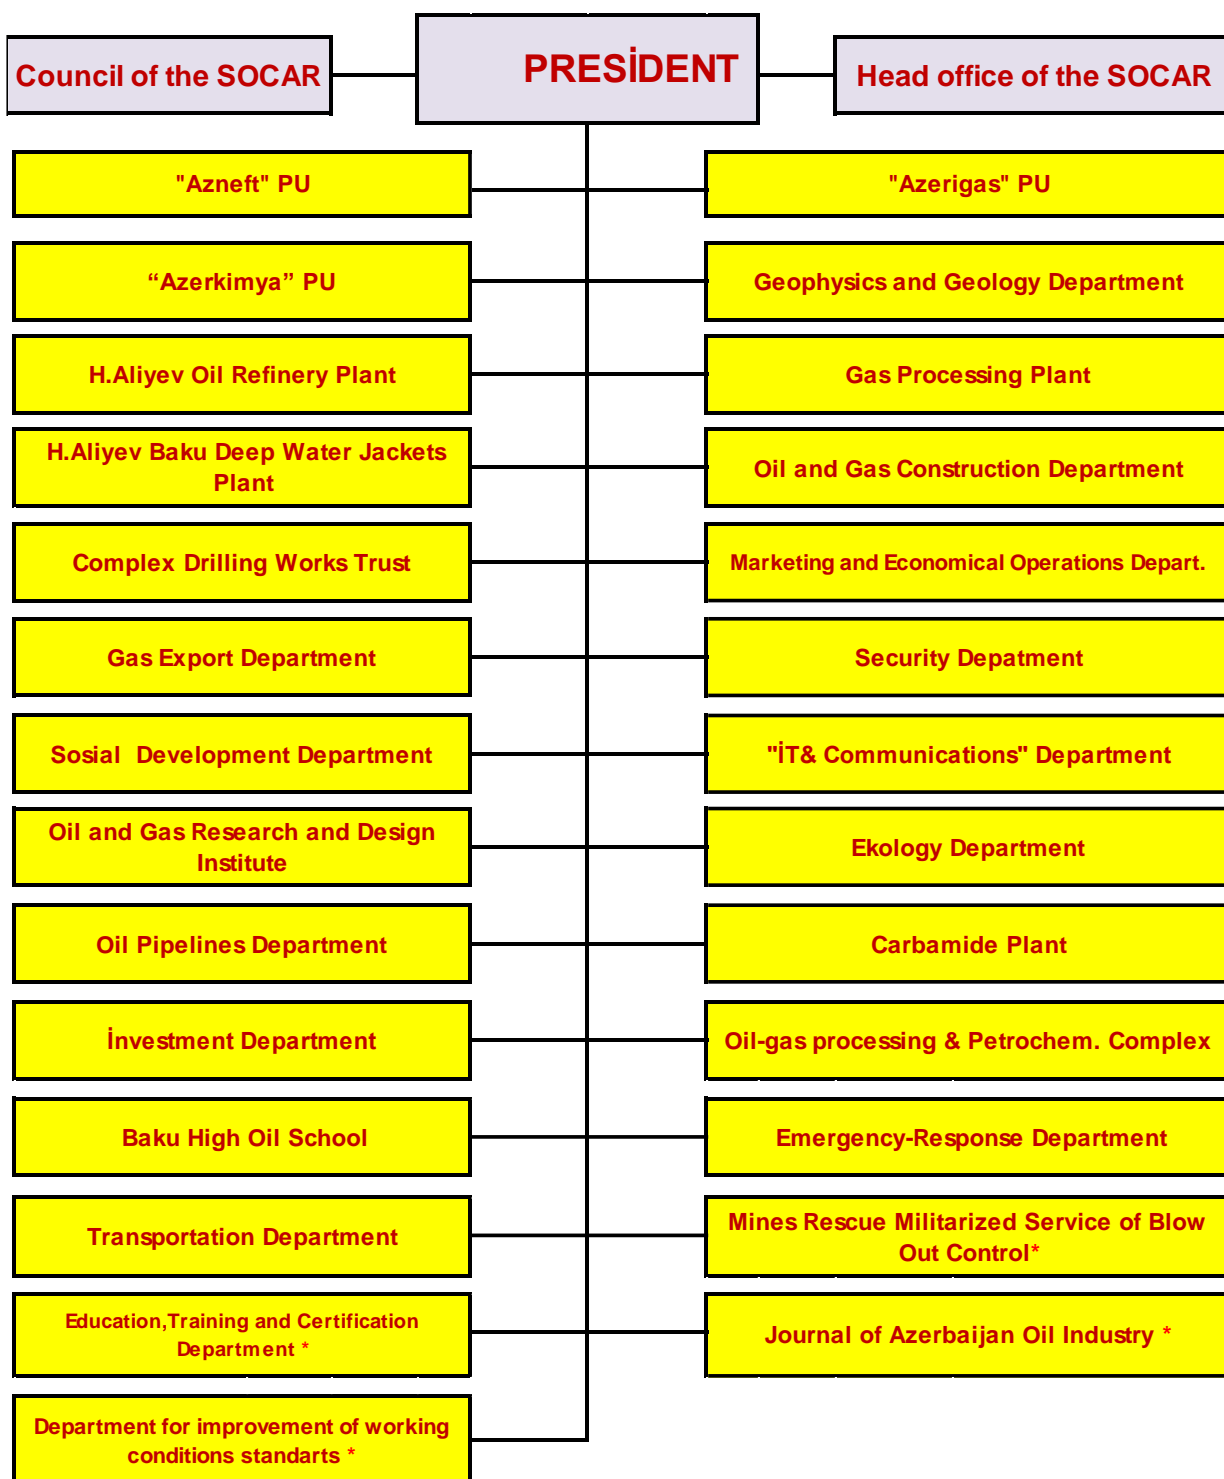 Council of the SOCAR
PRESİDENT
Head office of the SOCAR
"Azneft" PU
"Azerigas" PU
“Azerkimya” PU
Geophysics and Geology Department
H.Aliyev Oil Refinery Plant
Gas Processing Plant
H.Aliyev Baku Deep Water Jackets
Plant
Oil and Gas Construction Department
Complex Drilling Works Trust
Marketing and Economical Operations Depart.
Gas Export Department
Security Depatment
Sosial Development Department
"İT& Communications" Department
Oil and Gas Research and Design
Institute
Ekology Department
Oil Pipelines Department
Carbamide Plant
İnvestment Department
Oil-gas processing & Petrochem. Complex
Baku High Oil School
Emergency-Response Department
Transportation Department
Mines Rescue Militarized Service of Blow
Out Control*
Education,Training and Certification
Department *
Journal of Azerbaijan Oil Industry *
Department for improvement of working
conditions standarts *